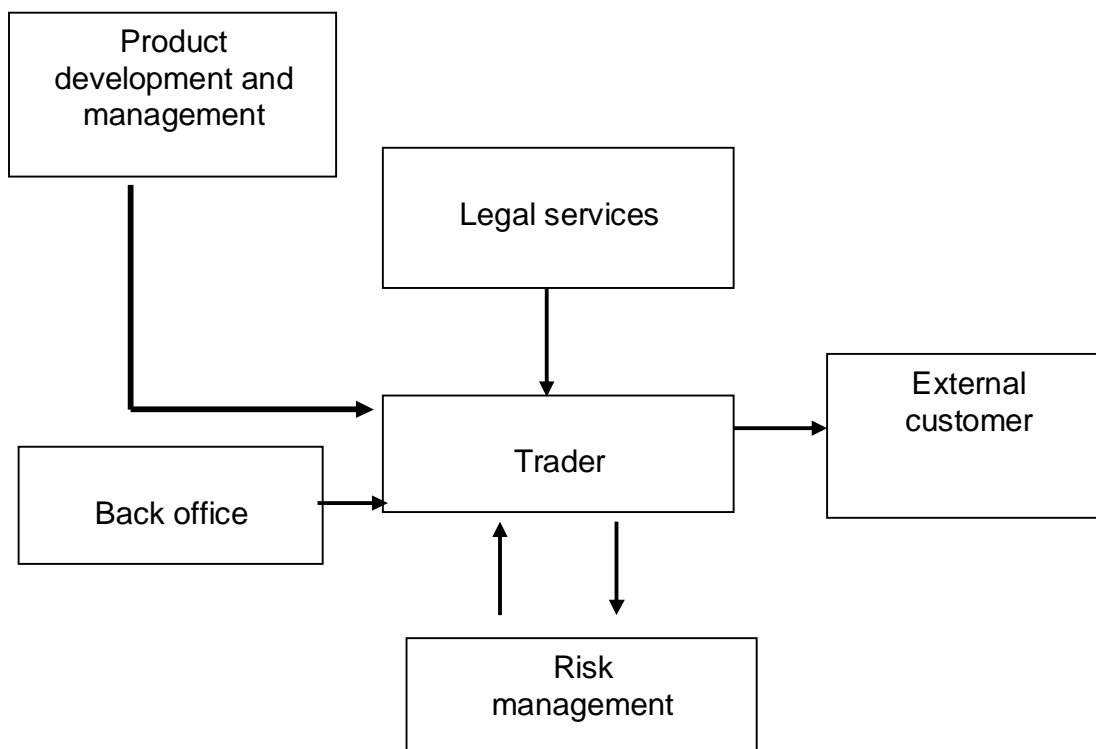 Product
development and
management
Legal services
External
customer
Trader
Back office
Risk
management